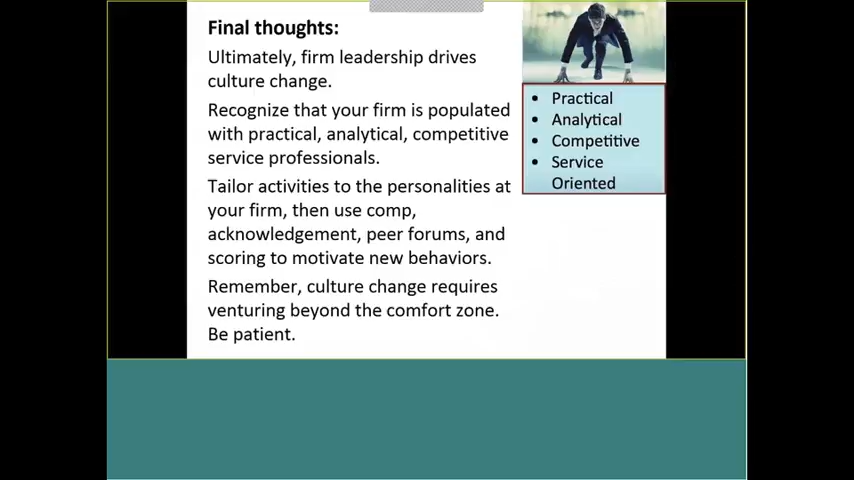 Final thoughts:
Ultimately, firm leadership drives
culture change.
Recognize that your firm is populated
with practical, analytical, competitive
service professionals.
Tailor activities to the personalities at
your firm, then use comp,
acknowledgement, peer forums, and
scoring to motivate new behaviors.
Remember, culture change requires
venturing beyond the comfort zone.
Be patient.
• Practical
• Analytical
• Competitive
• Service
Oriented